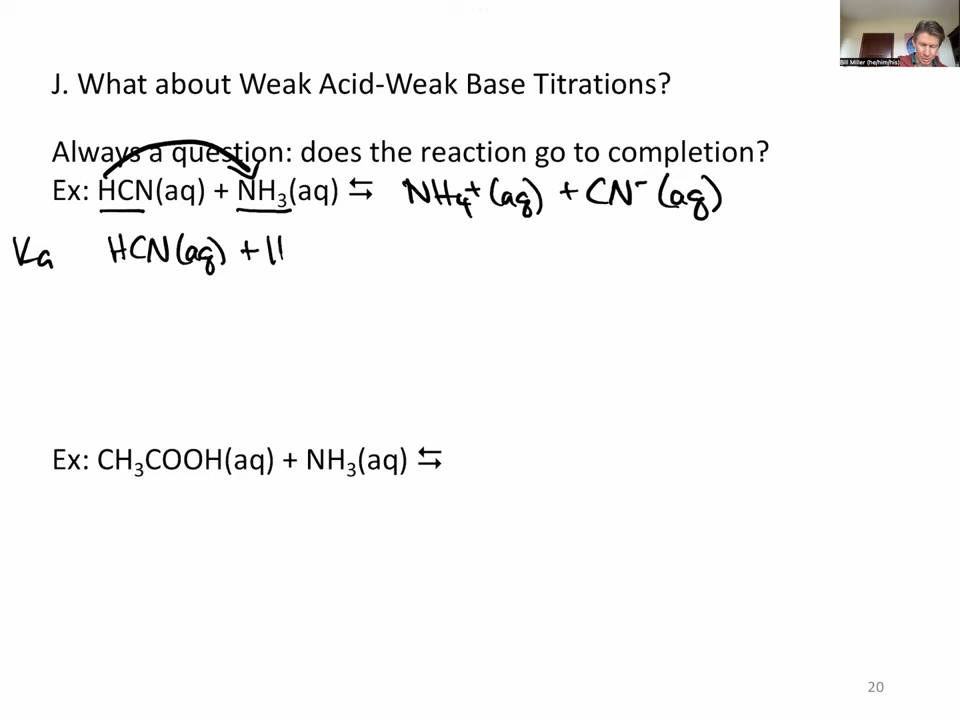 Bill Miller (he/him/his)
J. What about Weak Acid-Weak Base Titrations?
Always a question: does the reaction go to completion?
Ex: HCN(aq) + NH₃(aq) ⇆ NH₄⁺(aq) + CN⁻(aq)
Ka HCN(aq) + H
Ex: CH₃COOH(aq) + NH₃(aq) ⇆
20